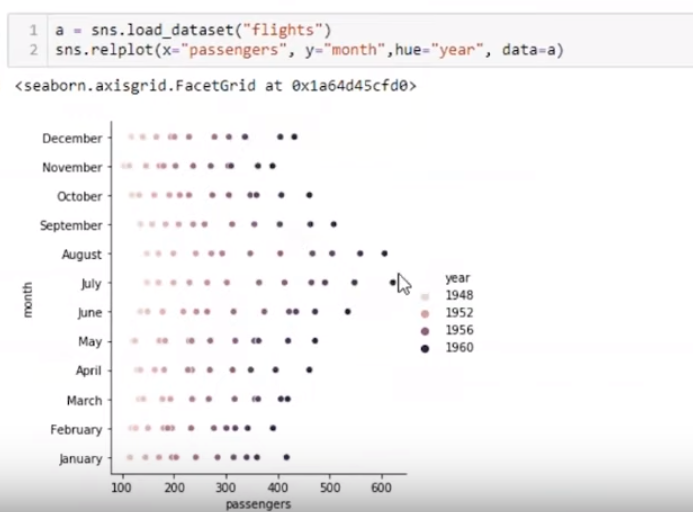 1 a = sns.load_dataset("flights")
2 sns.relplot(x="passengers", y="month",hue="year", data=a)
<seaborn.axisgrid.FacetGrid at 0x1a64d45cfd0>
December
November
October
September
August
July
June
May
April
March
February
January
month
year
1948
1952
1956
1960
100 200 300 400 500 600
passengers